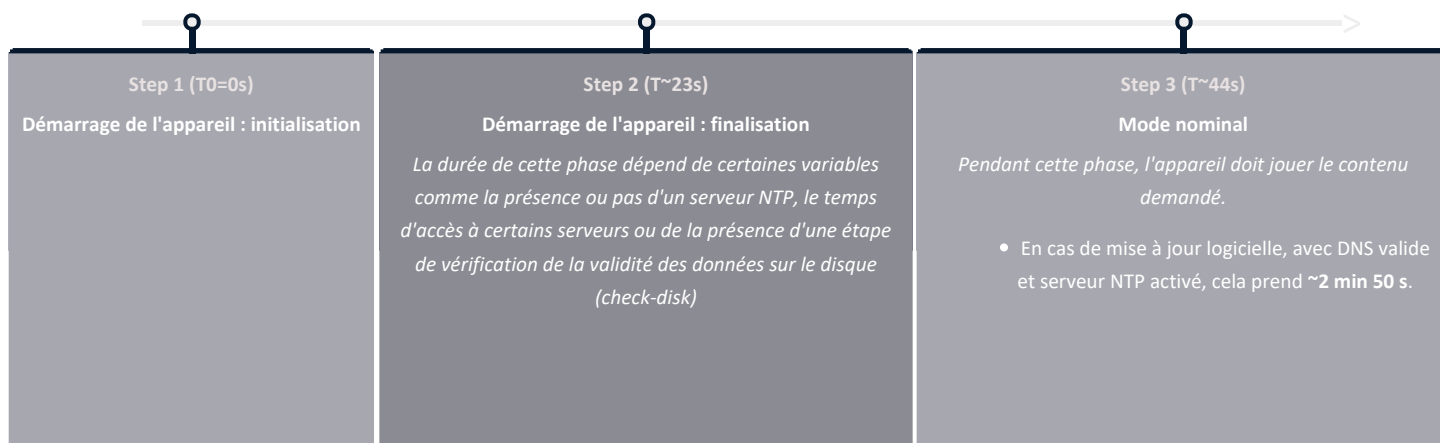 Step 1 (T0=0s)
Démarrage de l'appareil : initialisation
Step 2 (T~23s)
Démarrage de l'appareil : finalisation
La durée de cette phase dépend de certaines variables
comme la présence ou pas d'un serveur NTP, le temps
d'accès à certains serveurs ou de la présence d'une étape
de vérification de la validité des données sur le disque
(check-disk)
Step 3 (T~44s)
Mode nominal
Pendant cette phase, l'appareil doit jouer le contenu
demandé.
• En cas de mise à jour logicielle, avec DNS valide
et serveur NTP activé, cela prend ~2 min 50 s.